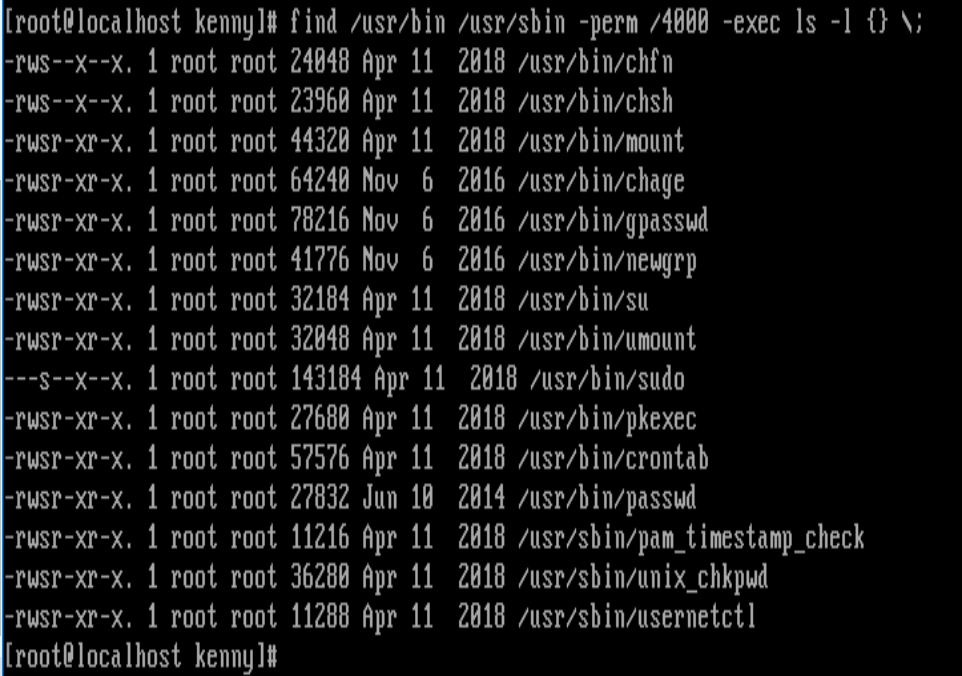 [root@localhost kenny]# find /usr/bin /usr/sbin -perm /4000 -exec ls -l {} \;
-rws--x--x. 1 root root 24048 Apr 11  2018 /usr/bin/chfn
-rws--x--x. 1 root root 23960 Apr 11  2018 /usr/bin/chsh
-rwsr-xr-x. 1 root root 44320 Apr 11  2018 /usr/bin/mount
-rwsr-xr-x. 1 root root 64240 Nov  6  2016 /usr/bin/chage
-rwsr-xr-x. 1 root root 78216 Nov  6  2016 /usr/bin/gpasswd
-rwsr-xr-x. 1 root root 41776 Nov  6  2016 /usr/bin/newgrp
-rwsr-xr-x. 1 root root 32184 Apr 11  2018 /usr/bin/su
-rwsr-xr-x. 1 root root 32048 Apr 11  2018 /usr/bin/umount
---s--x--x. 1 root root 143184 Apr 11  2018 /usr/bin/sudo
-rwsr-xr-x. 1 root root 27680 Apr 11  2018 /usr/bin/pkexec
-rwsr-xr-x. 1 root root 57576 Apr 11  2018 /usr/bin/crontab
-rwsr-xr-x. 1 root root 27832 Jun 10  2014 /usr/bin/passwd
-rwsr-xr-x. 1 root root 11216 Apr 11  2018 /usr/sbin/pam_timestamp_check
-rwsr-xr-x. 1 root root 36280 Apr 11  2018 /usr/sbin/unix_chkpwd
-rwsr-xr-x. 1 root root 11288 Apr 11  2018 /usr/sbin/usernetctl
[root@localhost kenny]#